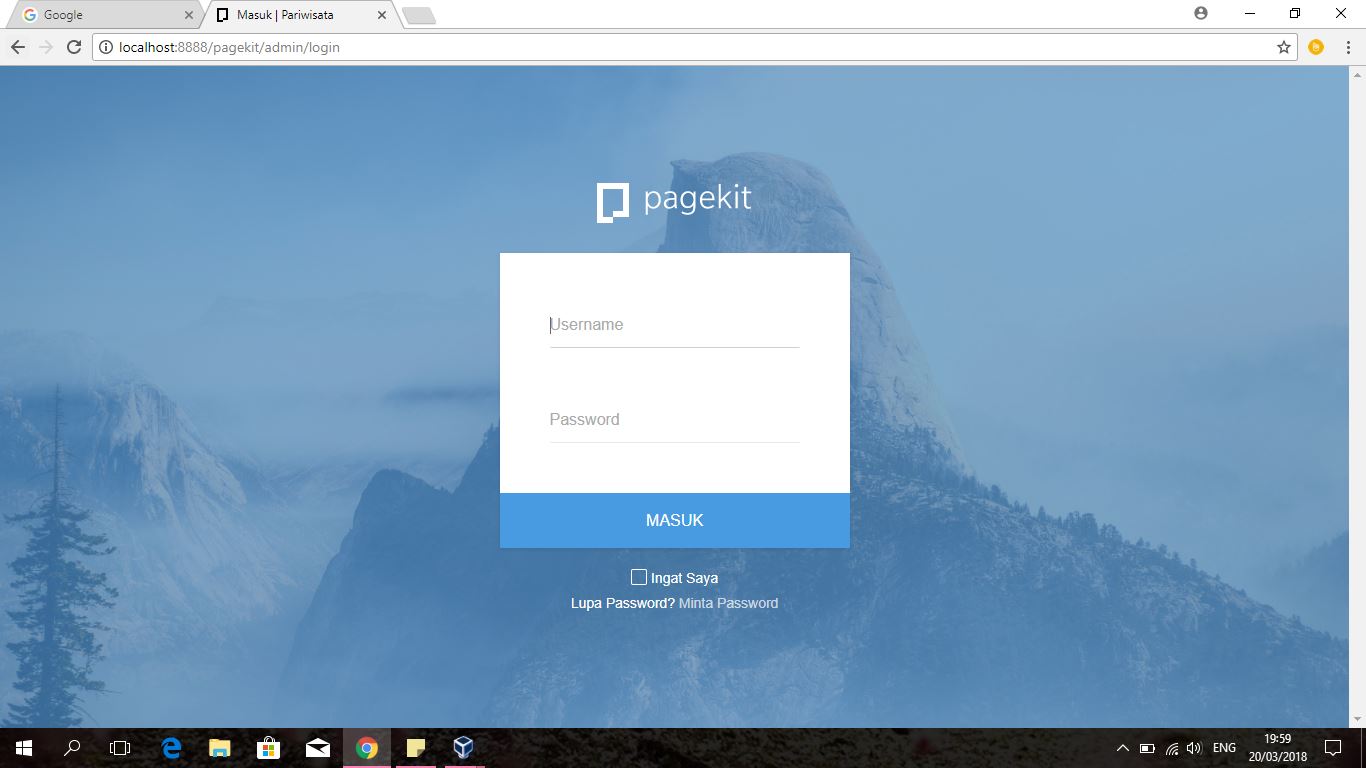 Google
Masuk | Pariwisata
localhost:8888/pagekit/admin/login
pagekit
Username
Password
MASUK
Ingat Saya
Lupa Password? Minta Password
ENG
19:59
20/03/2018